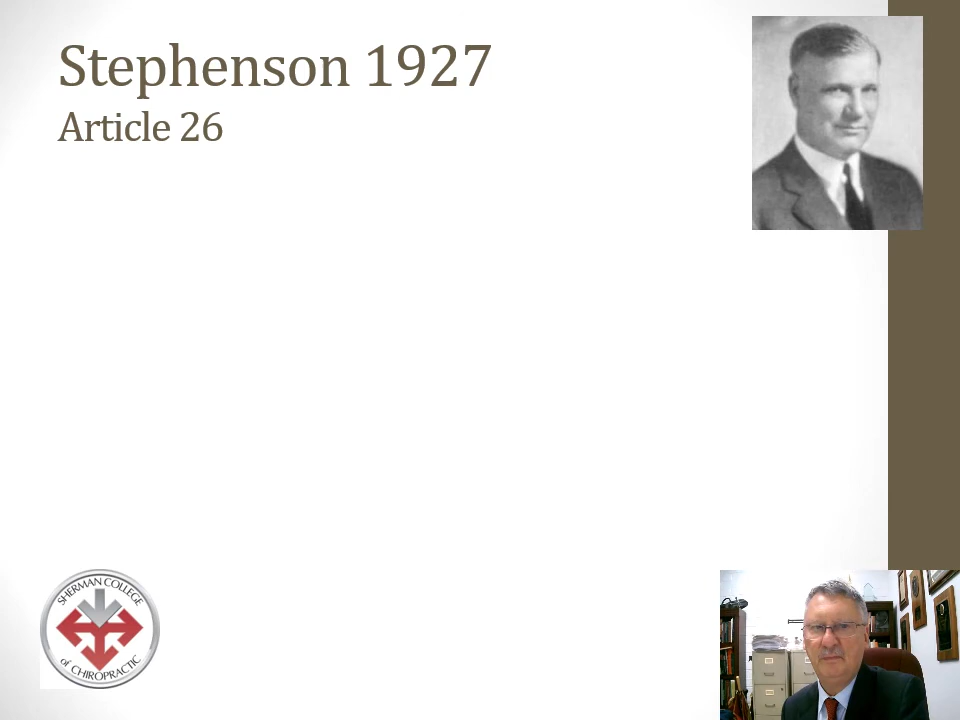 Stephenson 1927
Article 26
SHERMAN COLLEGE
of CHIROPRACTIC